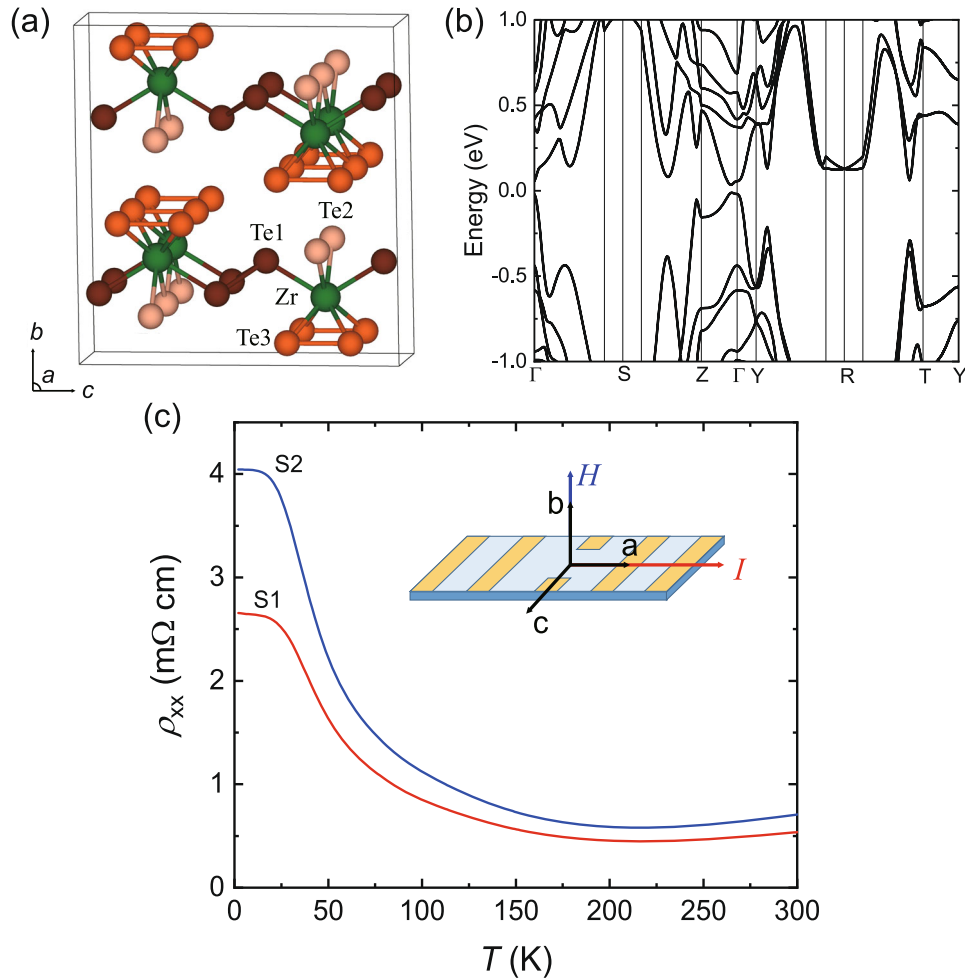 (a)
Te2
Te1
Zr
Te3
b
a
c
(b)
Energy (eV)
1.0
0.5
0.0
-0.5
-1.0
Γ S Z Γ Y R T Y
(c)
ρxx (mΩ cm)
4
3
2
1
0
S2
S1
H
b
a
I
c
0 50 100 150 200 250 300
T (K)